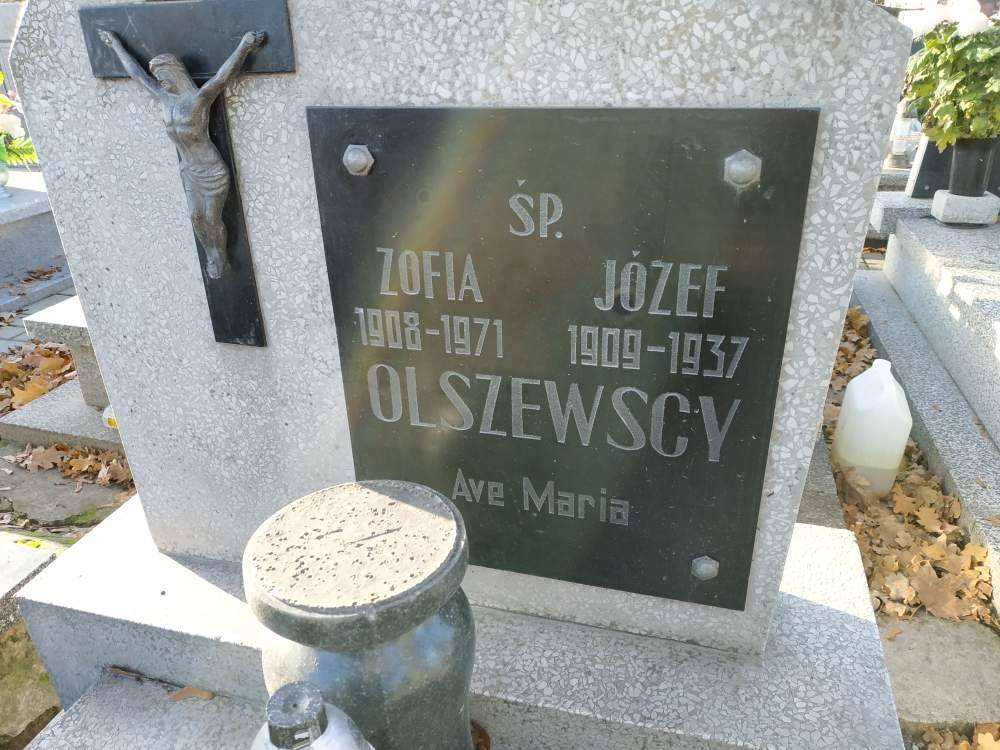 ŚP.
ZOFIA JÓZEF
1908-1971 1909-1937
OLSZEWSCY
Ave Maria